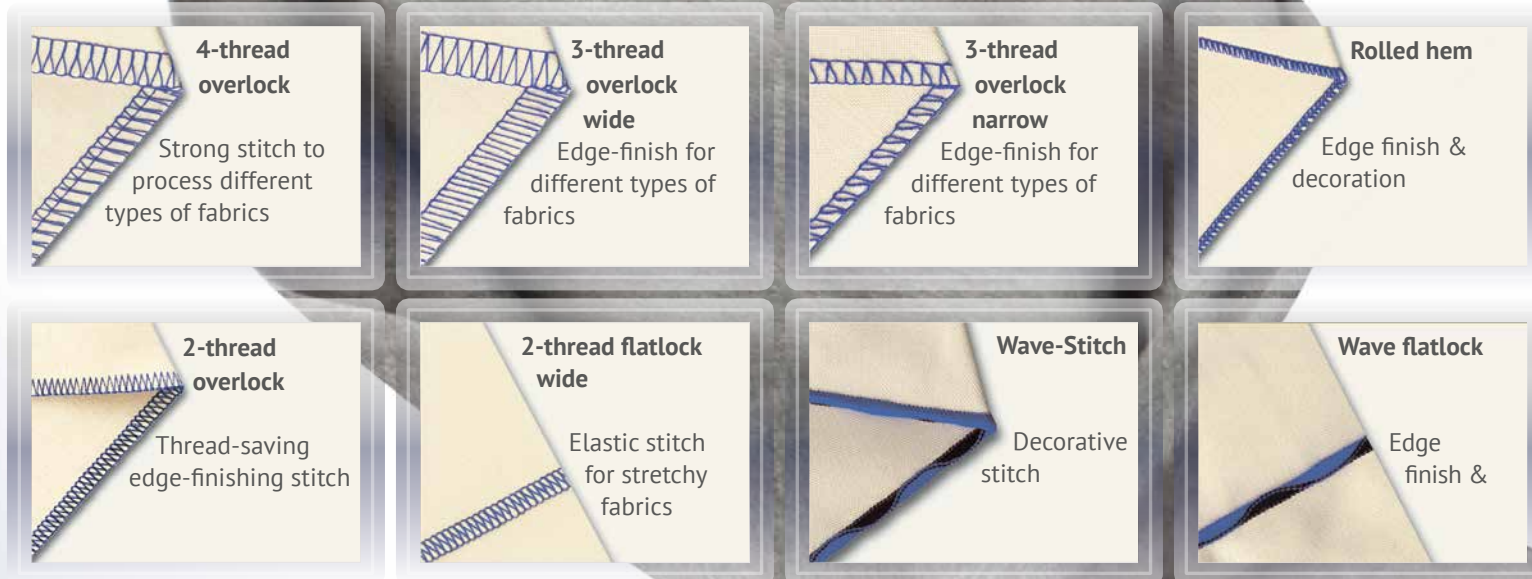 4-thread
overlock
Strong stitch to
process different
types of fabrics
3-thread
overlock
wide
Edge-finish for
different types of
fabrics
3-thread
overlock
narrow
Edge-finish for
different types of
fabrics
Rolled hem
Edge finish &
decoration
2-thread
overlock
Thread-saving
edge-finishing stitch
2-thread flatlock
wide
Elastic stitch
for stretchy
fabrics
Wave-Stitch
Decorative
stitch
Wave flatlock
Edge
finish &